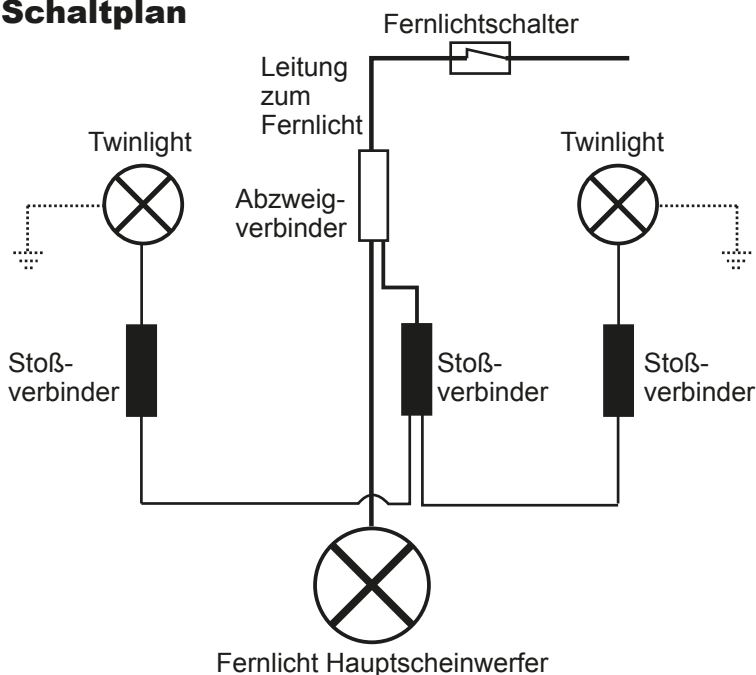 Schaltplan
Fernlichtschalter
Leitung
zum
Fernlicht
Twinlight
Twinlight
Abzweig-
verbinder
Stoß-
verbinder
Stoß-
verbinder
Stoß-
verbinder
Fernlicht Hauptscheinwerfer